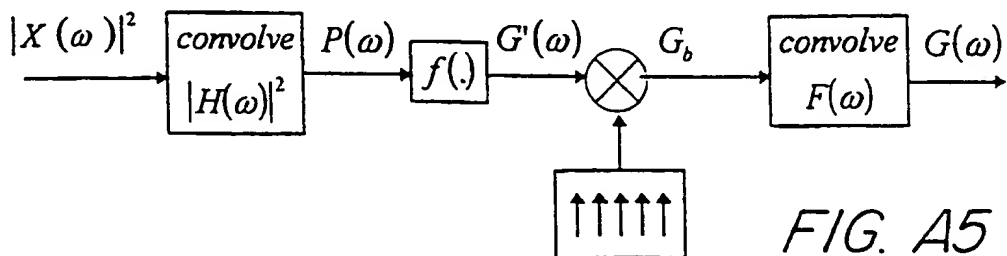 |X(ω)|²
convolve
|H(ω)|²
P(ω)
f(.)
G'(ω)
G_b
convolve
F(ω)
G(ω)
FIG. A5